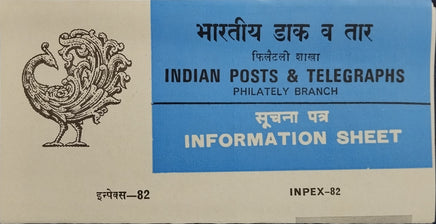 भारतीय डाक व तार
फिलैटली शाखा
INDIAN POSTS & TELEGRAPHS
PHILATELY BRANCH
सूचना पत्र
INFORMATION SHEET
इन्पेक्स—82
INPEX-82